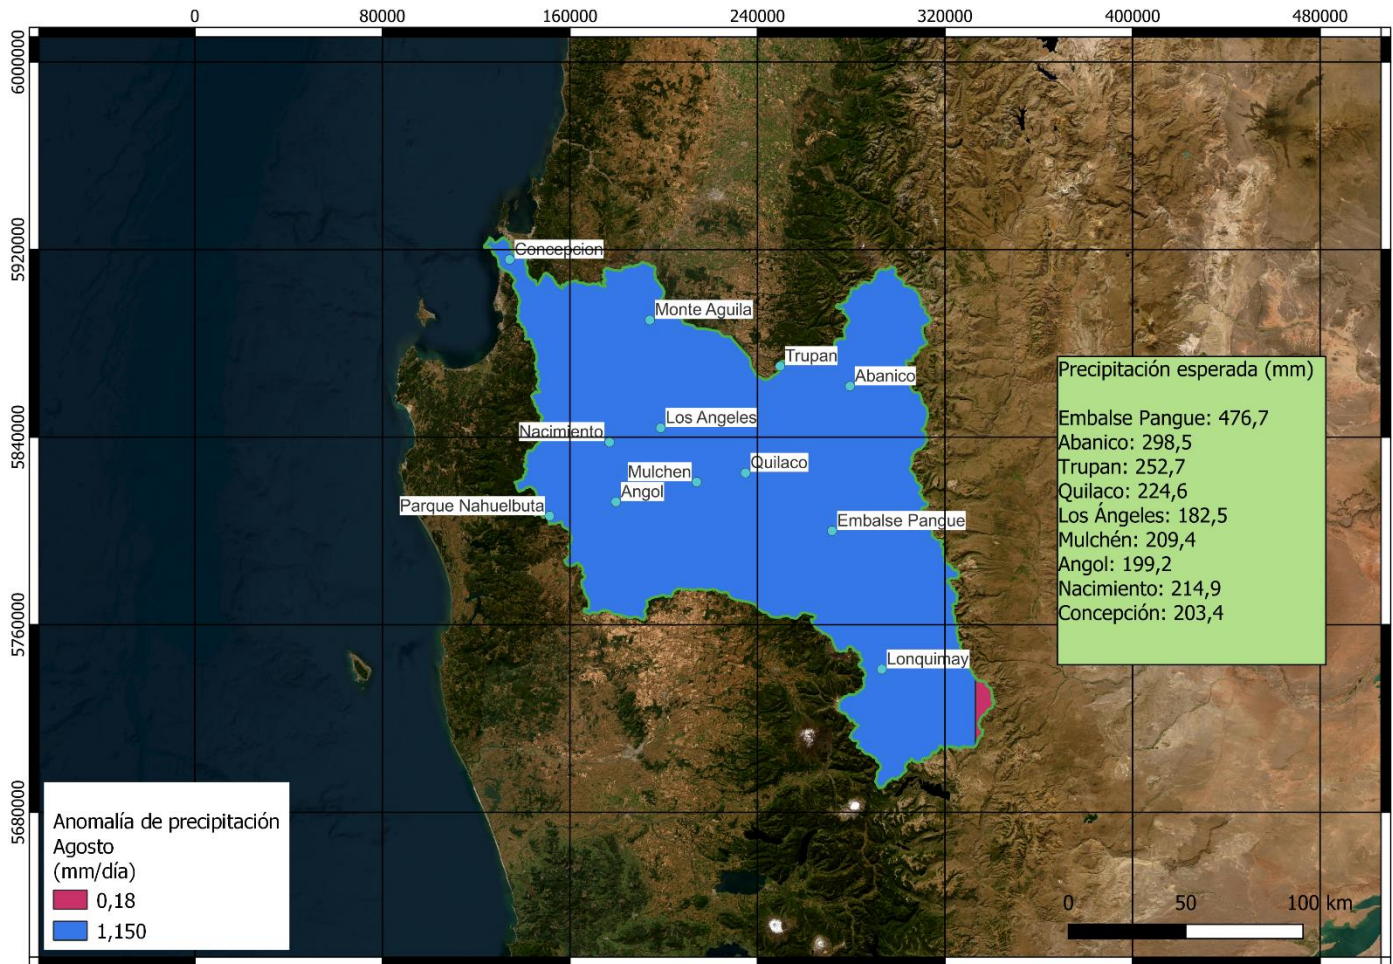 0 80000 160000 240000 320000 400000 480000
6000000
5920000
5840000
5760000
5680000
Concepcion
Monte Aguila
Trupan
Abanico
Los Angeles
Nacimiento
Quilaco
Mulchen
Angol
Parque Nahuelbuta
Embalse Pangue
Lonquimay
Precipitación esperada (mm)
Embalse Pangue: 476,7
Abanico: 298,5
Trupan: 252,7
Quilaco: 224,6
Los Ángeles: 182,5
Mulchén: 209,4
Angol: 199,2
Nacimiento: 214,9
Concepción: 203,4
Anomalía de precipitación
Agosto
(mm/día)
0,18
1,150
0 50 100 km